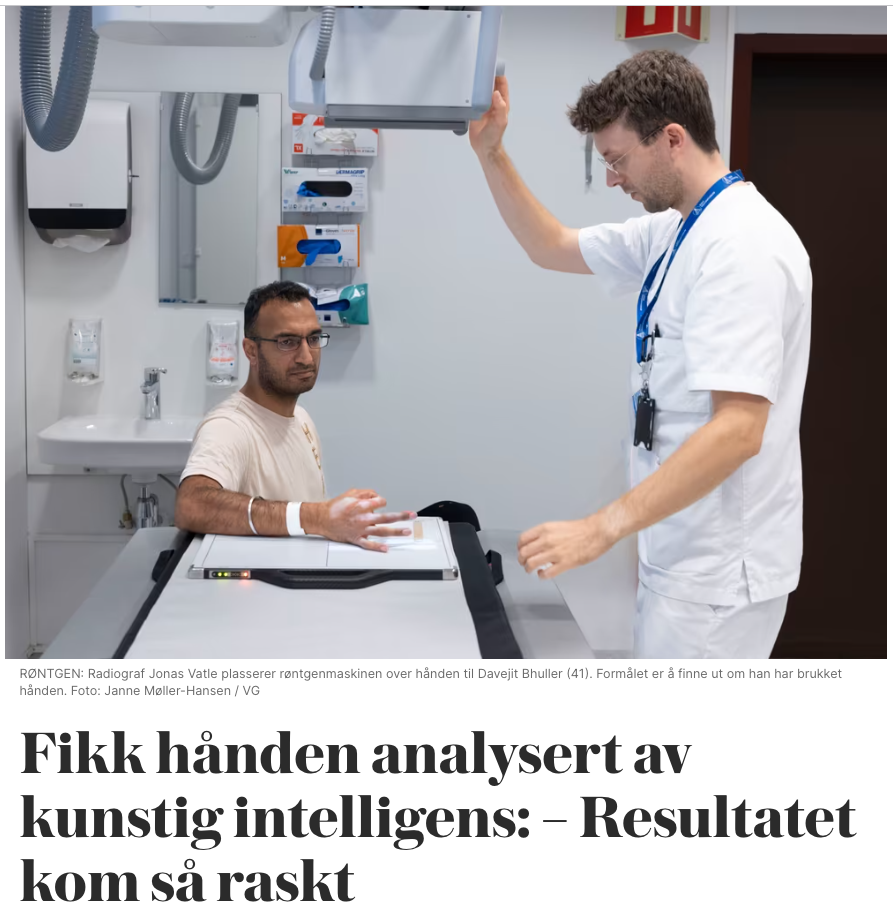 RØNTGEN: Radiograf Jonas Vatle plasserer røntgenmaskinen over hånden til Davejit Bhuller (41). Formålet er å finne ut om han har brukket
hånden. Foto: Janne Møller-Hansen / VG
Fikk hånden analysert av
kunstig intelligens: – Resultatet
kom så raskt